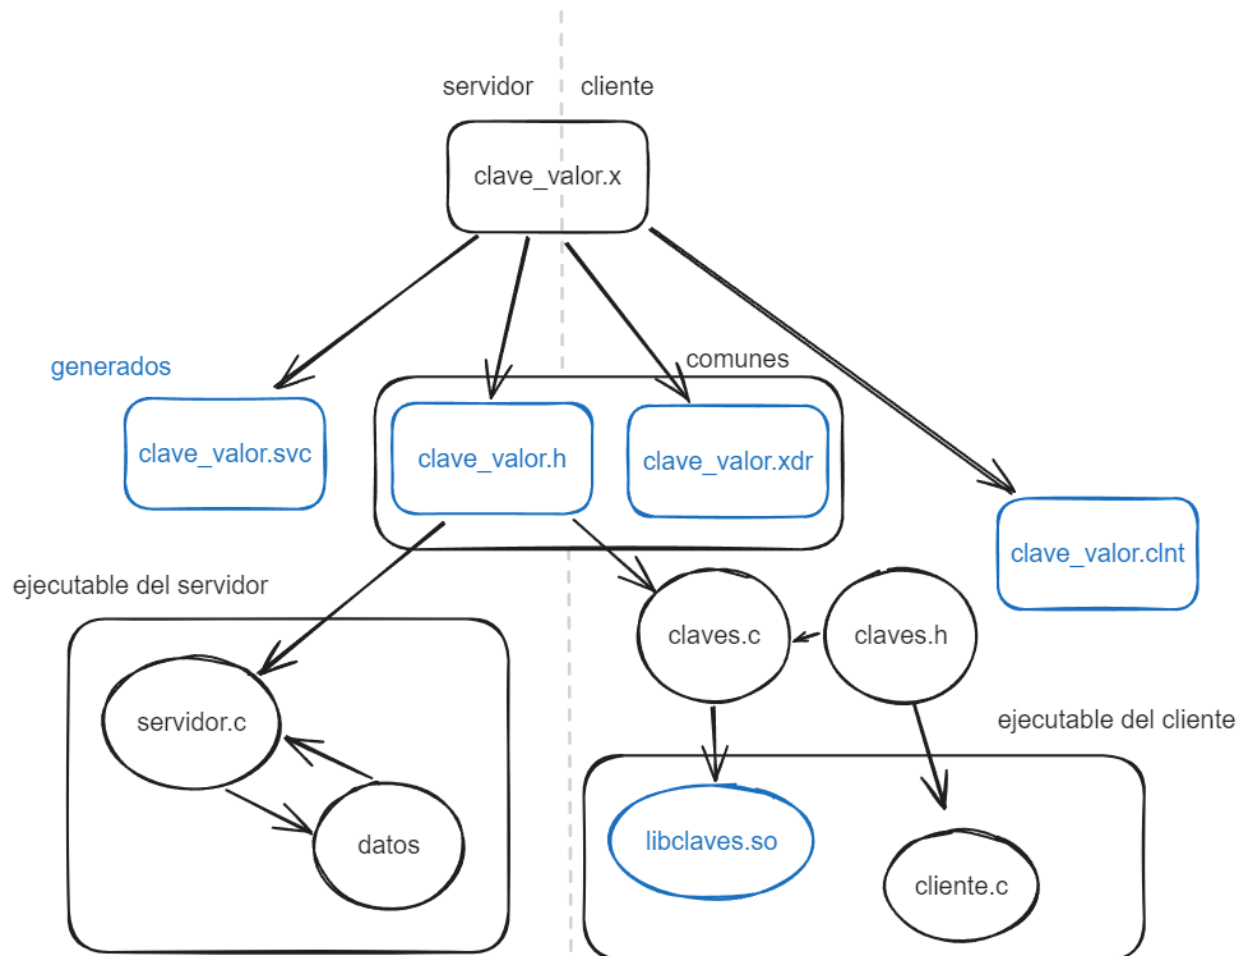 servidor
cliente
clave_valor.x
generados
comunes
clave_valor.svc
clave_valor.h
clave_valor.xdr
clave_valor.clnt
ejecutable del servidor
claves.c
claves.h
servidor.c
ejecutable del cliente
datos
libclaves.so
cliente.c